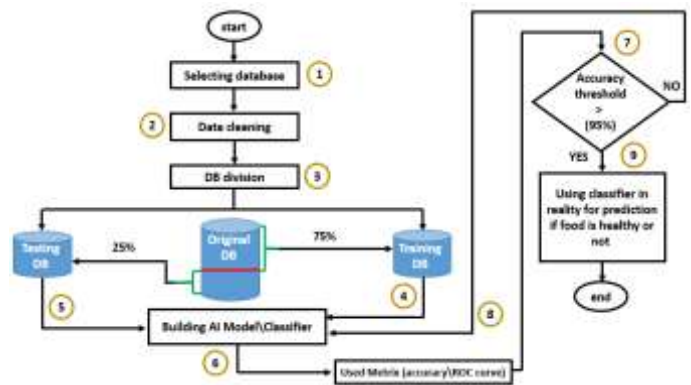 start
1
Selecting database
2
Data cleaning
3
DB division
Testing
DB
25%
Original
DB
75%
Training
DB
5
4
Building AI Model\Classifier
6
Used Metrix (accuracy\ROC curve)
8
7
Accuracy
threshold
>
(95%)
NO
YES
9
Using classifier in
reality for prediction
if food is healthy or
not
end